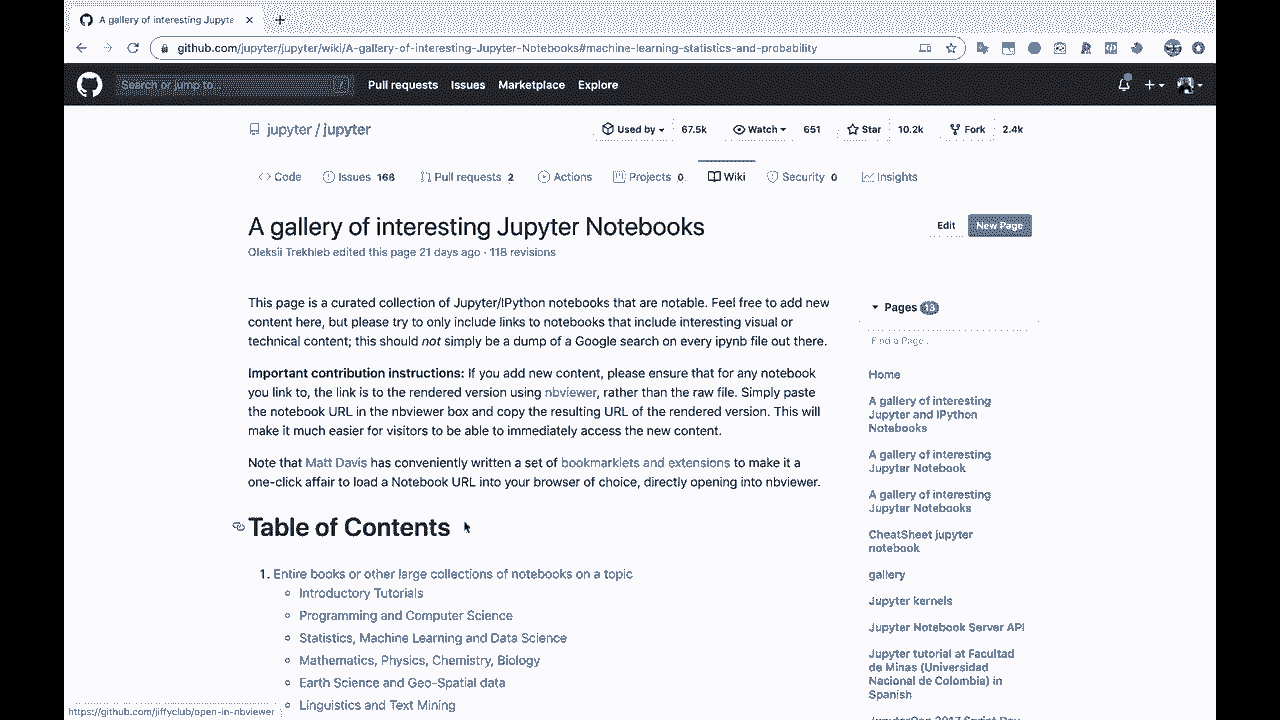 A gallery of interesting Jupyte
github.com/jupyter/jupyter/wiki/A-gallery-of-interesting-Jupyter-Notebooks#machine-learning-statistics-and-probability
Search or jump to...
/
Pull requests
Issues
Marketplace
Explore
jupyter / jupyter
Used by
67.5k
Watch
651
Star
10.2k
Fork
2.4k
Code
Issues 166
Pull requests 2
Actions
Projects 0
Wiki
Security 0
Insights
A gallery of interesting Jupyter Notebooks
Edit
New Page
Oleksii Trekhleb edited this page 21 days ago · 118 revisions
This page is a curated collection of Jupyter/IPython notebooks that are notable. Feel free to add new
content here, but please try to only include links to notebooks that include interesting visual or
technical content; this should not simply be a dump of a Google search on every ipynb file out there.
Important contribution instructions: If you add new content, please ensure that for any notebook
you link to, the link is to the rendered version using nbviewer, rather than the raw file. Simply paste
the notebook URL in the nbviewer box and copy the resulting URL of the rendered version. This will
make it much easier for visitors to be able to immediately access the new content.
Note that Matt Davis has conveniently written a set of bookmarklets and extensions to make it a
one-click affair to load a Notebook URL into your browser of choice, directly opening into nbviewer.
Table of Contents
1. Entire books or other large collections of notebooks on a topic
Introductory Tutorials
Programming and Computer Science
Statistics, Machine Learning and Data Science
Mathematics, Physics, Chemistry, Biology
Earth Science and Geo-Spatial data
Linguistics and Text Mining
Pages 13
Find a Page...
Home
A gallery of interesting
Jupyter and IPython
Notebooks
A gallery of interesting
Jupyter Notebook
A gallery of interesting
Jupyter Notebooks
CheatSheet jupyter
notebook
gallery
Jupyter kernels
Jupyter Notebook Server API
Jupyter tutorial at Facultad
de Minas (Universidad
Nacional de Colombia) in
Spanish
JupyterCon 2017 Sprint Day
https://github.com/jiffyclub/open-in-nbviewer